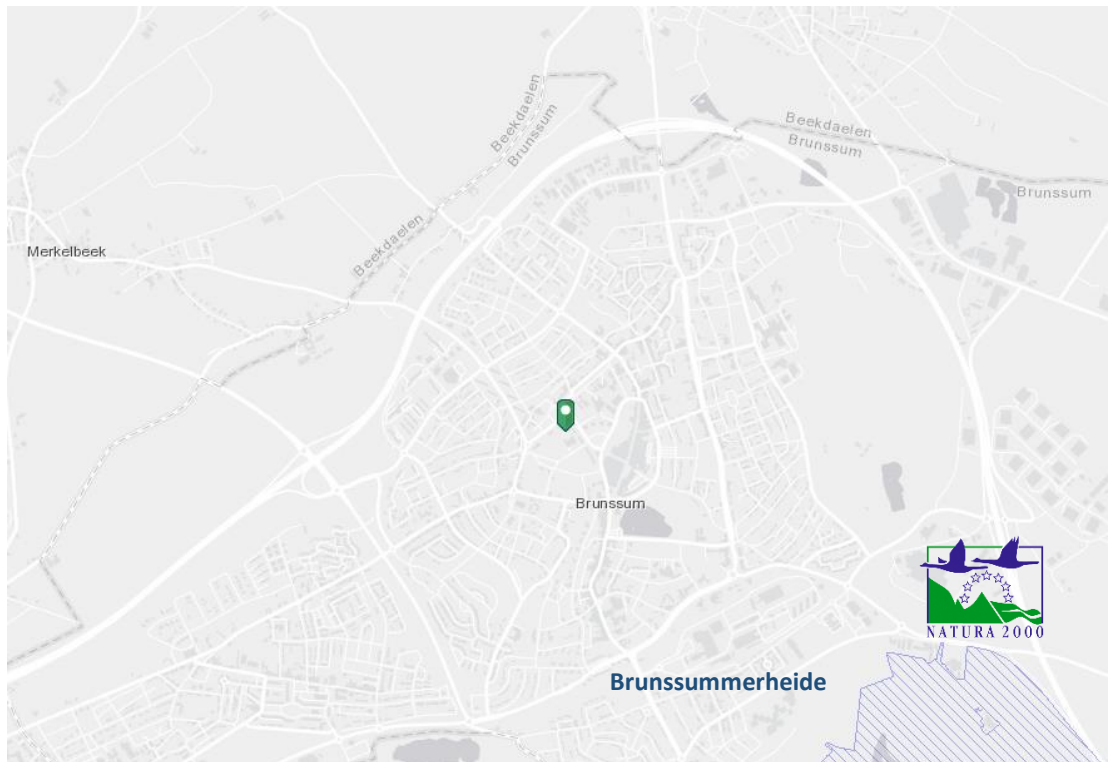 Beekdaelen
Brunssum
Beekdaelen
Brunssum
Brunssum
Merkelbeek
Beekdaelen
Brunssum
NATURA 2000
Brunssummerheide